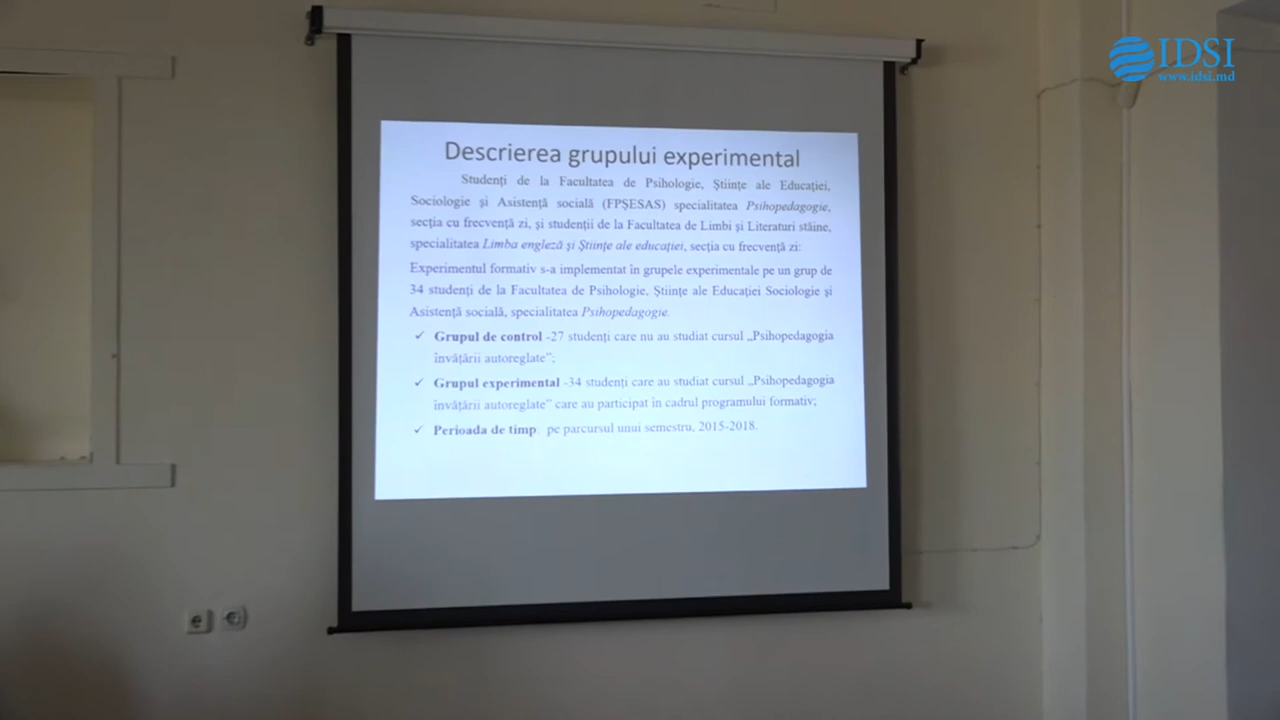 IDSI
www.idsi.md
Descrierea grupului experimental
Studenți de la Facultatea de Psihologie, Științe ale Educației,
Sociologie și Asistență socială (FPȘESAS) specialitatea Psihopedagogie,
secția cu frecvență zi, și studenții de la Facultatea de Limbi și Literaturi stăine,
specialitatea Limba engleză și Științe ale educației, secția cu frecvență zi:
Experimentul formativ s-a implementat în grupele experimentale pe un grup de
34 studenți de la Facultatea de Psihologie, Științe ale Educației Sociologie și
Asistență socială, specialitatea Psihopedagogie.
✓ Grupul de control -27 studenți care nu au studiat cursul „Psihopedagogia
învățării autoreglate”;
✓ Grupul experimental -34 studenți care au studiat cursul „Psihopedagogia
învățării autoreglate” care au participat în cadrul programului formativ;
✓ Perioada de timp: pe parcursul unui semestru, 2015-2018.